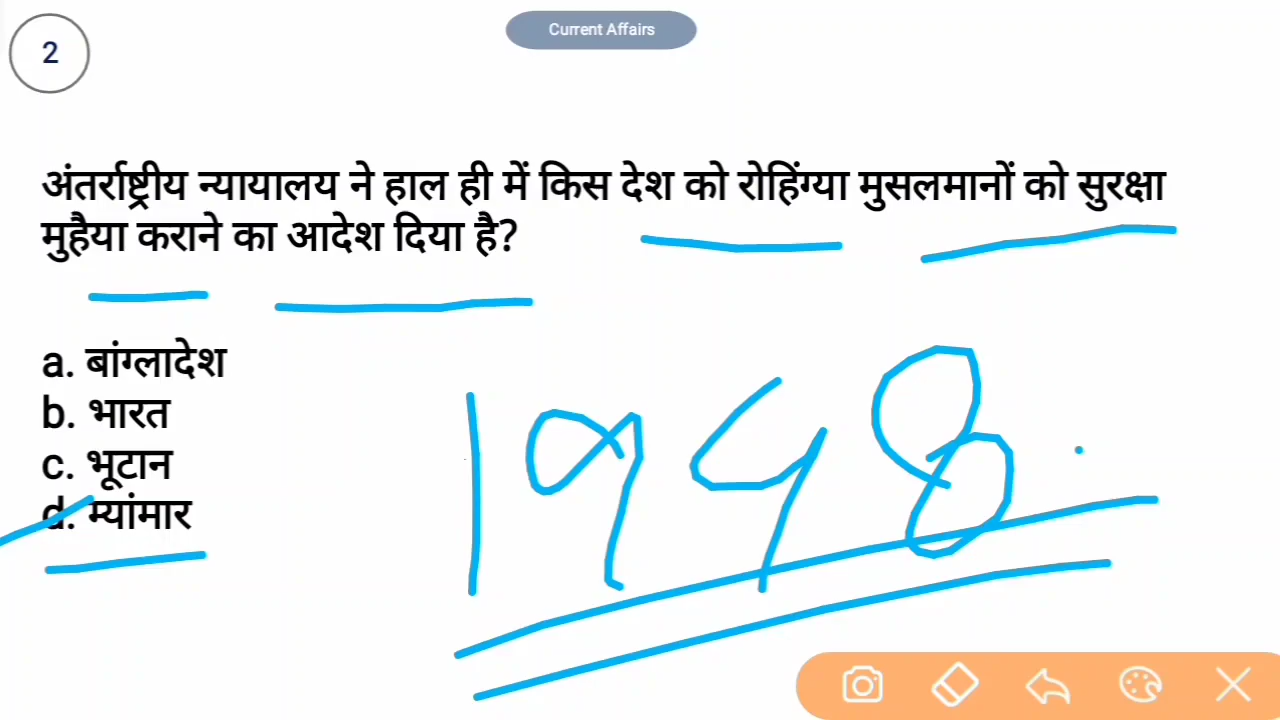 2
Current Affairs
अंतर्राष्ट्रीय न्यायालय ने हाल ही में किस देश को रोहिंग्या मुसलमानों को सुरक्षा
मुहैया कराने का आदेश दिया है?
a. बांग्लादेश
b. भारत
c. भूटान
d. म्यांमार
1948